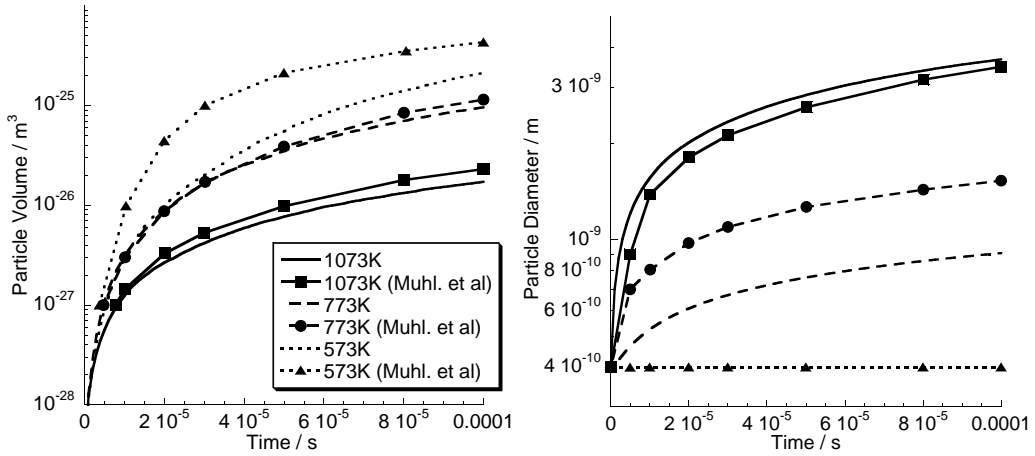 Particle Volume / m³
10⁻²⁵
10⁻²⁶
10⁻²⁷
10⁻²⁸
0
2 10⁻⁵
4 10⁻⁵
6 10⁻⁵
8 10⁻⁵
0.0001
Time / s
1073K
1073K (Muhl. et al)
773K
773K (Muhl. et al)
573K
573K (Muhl. et al)
Particle Diameter / m
3 10⁻⁹
10⁻⁹
8 10⁻¹⁰
6 10⁻¹⁰
4 10⁻¹⁰
0
2 10⁻⁵
4 10⁻⁵
6 10⁻⁵
8 10⁻⁵
0.0001
Time / s